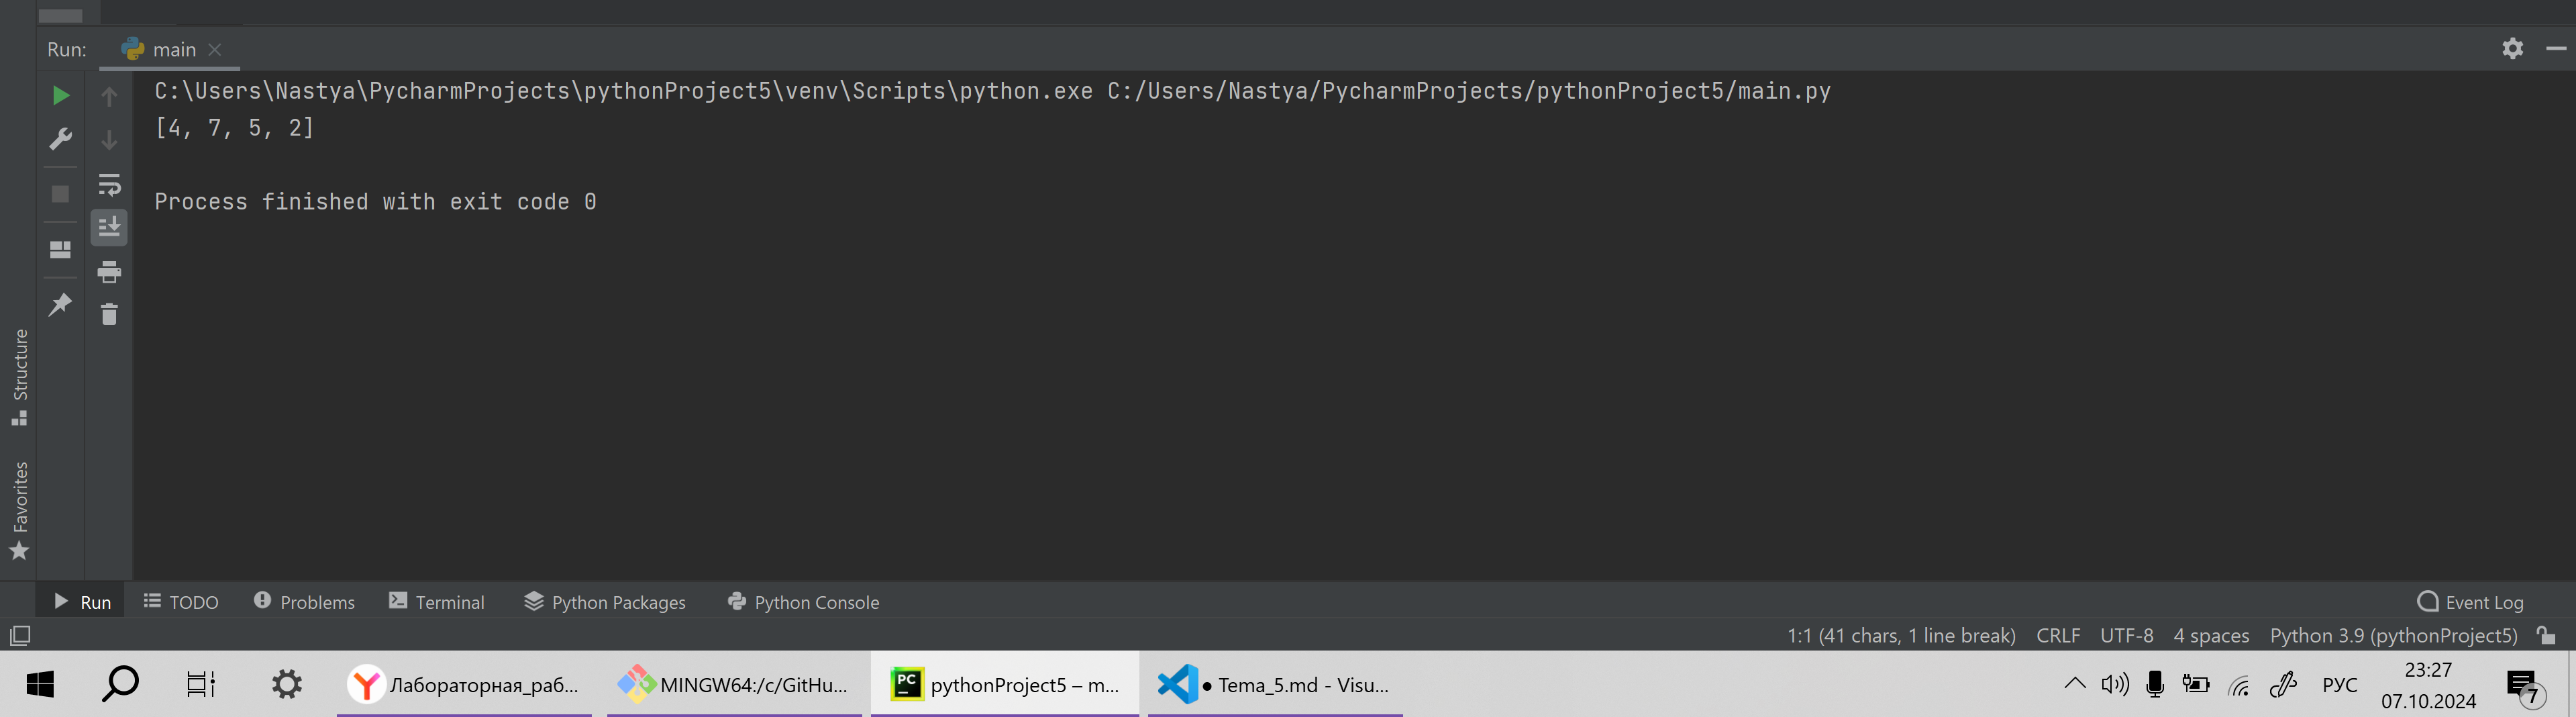 Run: main
C:\Users\Nastya\PycharmProjects\pythonProject5\venv\Scripts\python.exe C:/Users/Nastya/PycharmProjects/pythonProject5/main.py
[4, 7, 5, 2]
Process finished with exit code 0
Structure
Favorites
Run TODO Problems Terminal Python Packages Python Console Event Log
1:1 (41 chars, 1 line break) CRLF UTF-8 4 spaces Python 3.9 (pythonProject5)
Лабораторная_раб... MINGW64:/c/GitHu... PC pythonProject5 – m... ● Tema_5.md - Visu... РУС 23:27
07.10.2024 7